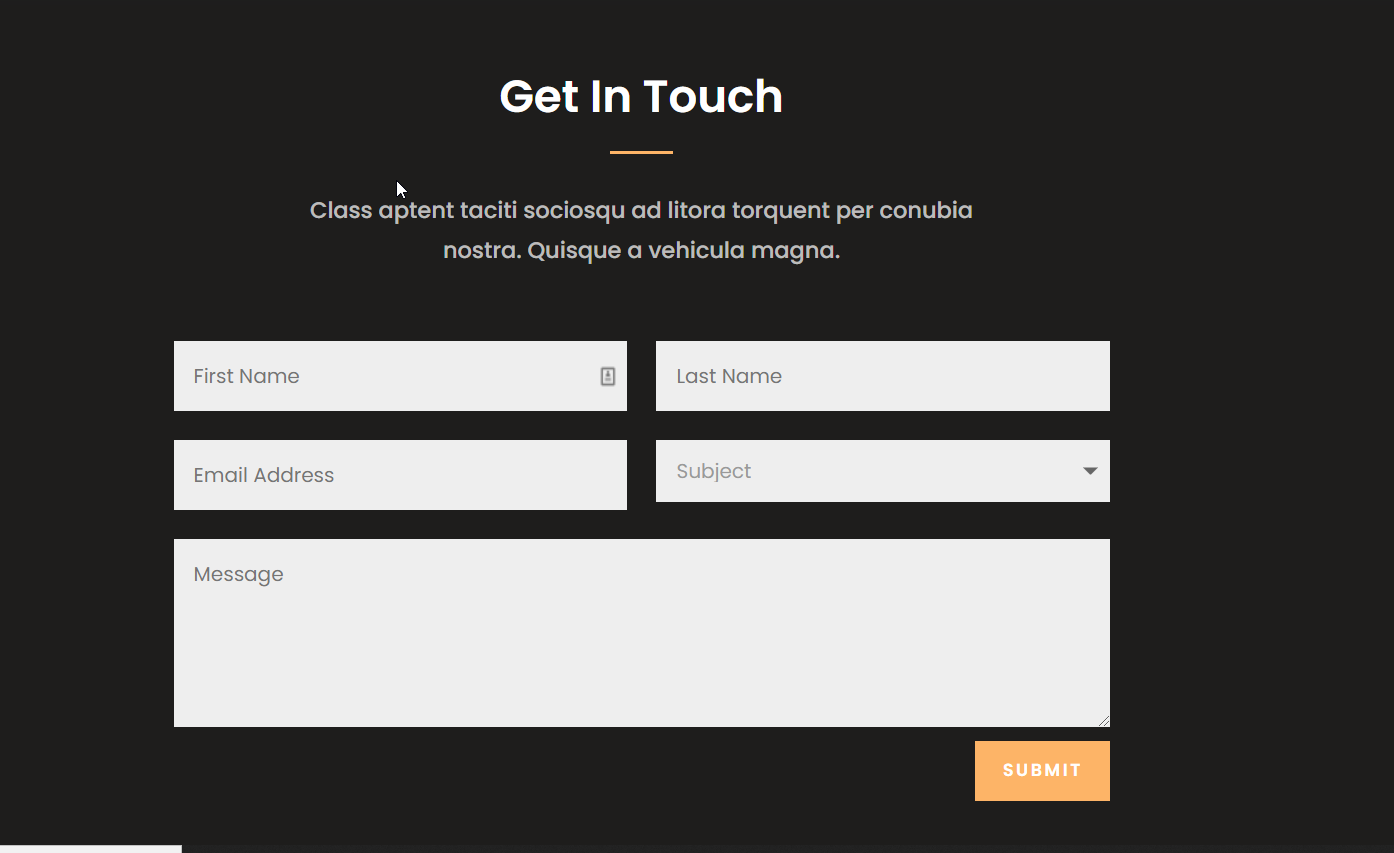 Get In Touch
Class aptent taciti sociosqu ad litora torquent per conubia
nostra. Quisque a vehicula magna.
First Name
Last Name
Email Address
Subject
Message
SUBMIT